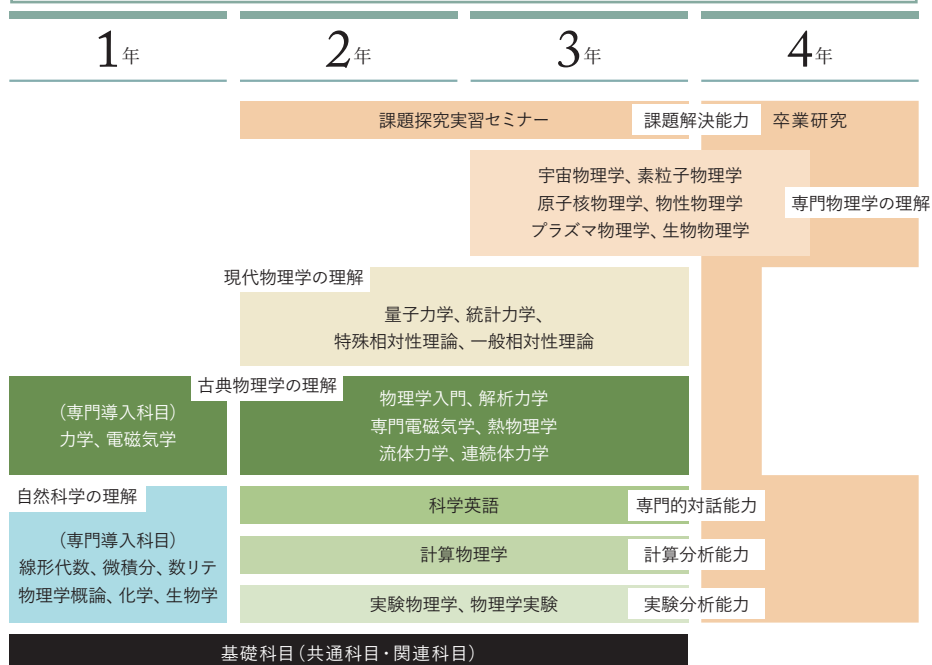 1年
2年
3年
4年
課題探究実習セミナー
課題解決能力
卒業研究
宇宙物理学、素粒子物理学
原子核物理学、物性物理学
プラズマ物理学、生物物理学
専門物理学の理解
現代物理学の理解
量子力学、統計力学、
特殊相対性理論、一般相対性理論
古典物理学の理解
(専門導入科目)
力学、電磁気学
物理学入門、解析力学
専門電磁気学、熱物理学
流体力学、連続体力学
自然科学の理解
(専門導入科目)
線形代数、微積分、数リテ
物理学概論、化学、生物学
科学英語
専門的対話能力
計算物理学
計算分析能力
実験物理学、物理学実験
実験分析能力
基礎科目(共通科目・関連科目)